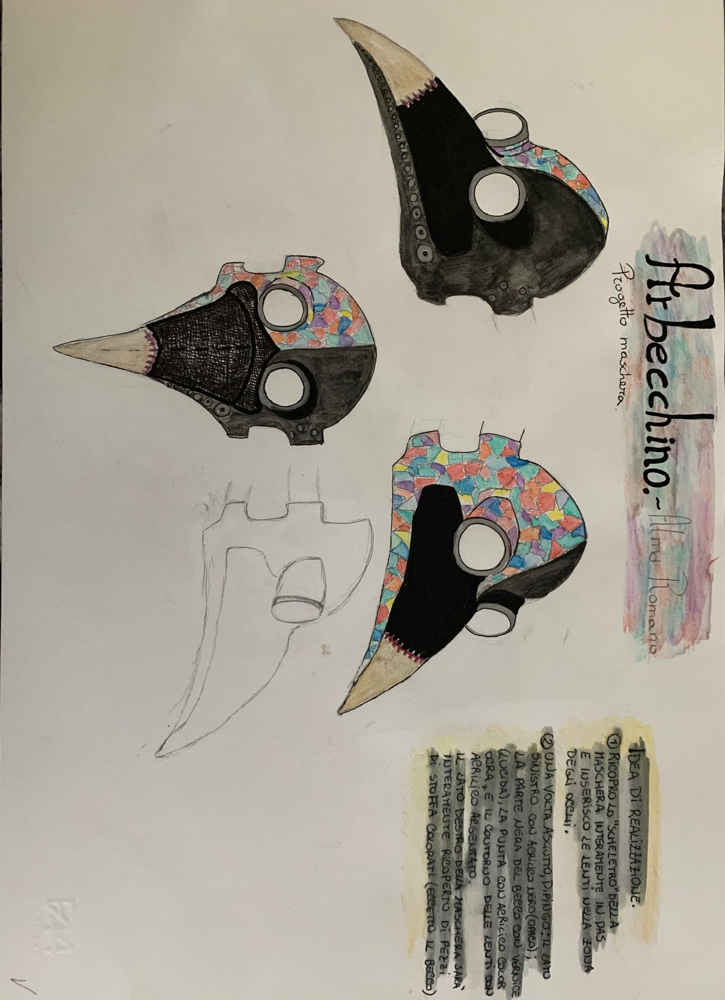 Arbecchino. ~ Alma Romano
Progetto maschera.
IDEA DI REALIZZAZIONE.
① RICOPRO LO "SCHELETRO" DELLA
MASCHERA INTERAMENTE IN DAS
E INSERISCO LE LENTI NELLA ZONA
DEGLI OCCHI.
② UNA VOLTA ASCIUTTO, DIPINGO: IL LATO
SINISTRO CON ACRILICO NERO (OPACO);
LA PARTE NERA DEL BECCO CON VERNICE
(LUCIDA), LA PUNTA CON ACRILICO COLOR
OCRA, E IL CONTORNO DELLE LENTI CON
ACRILICO ARGENTATO.
IL LATO DESTRO DELLA MASCHERA SARA'
INTERAMENTE RICOPERTO DI PEZZI
DI STOFFA COLORATI (ECCETTO IL BECCO)